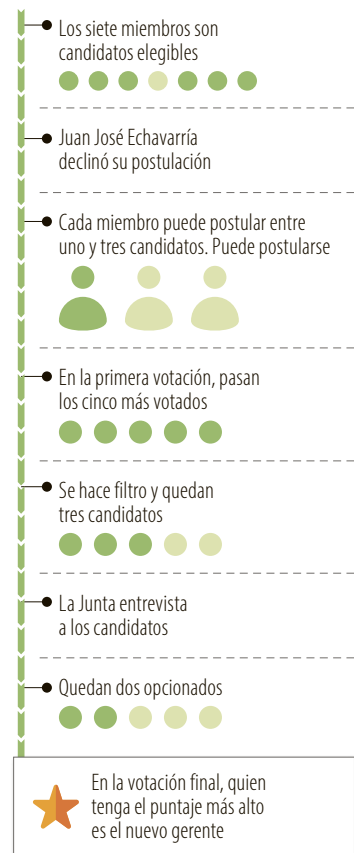 Los siete miembros son
candidatos elegibles
Juan José Echavarría
declinó su postulación
Cada miembro puede postular entre
uno y tres candidatos. Puede postularse
En la primera votación, pasan
los cinco más votados
Se hace filtro y quedan
tres candidatos
La Junta entrevista
a los candidatos
Quedan dos opcionados
En la votación final, quien
tenga el puntaje más alto
es el nuevo gerente